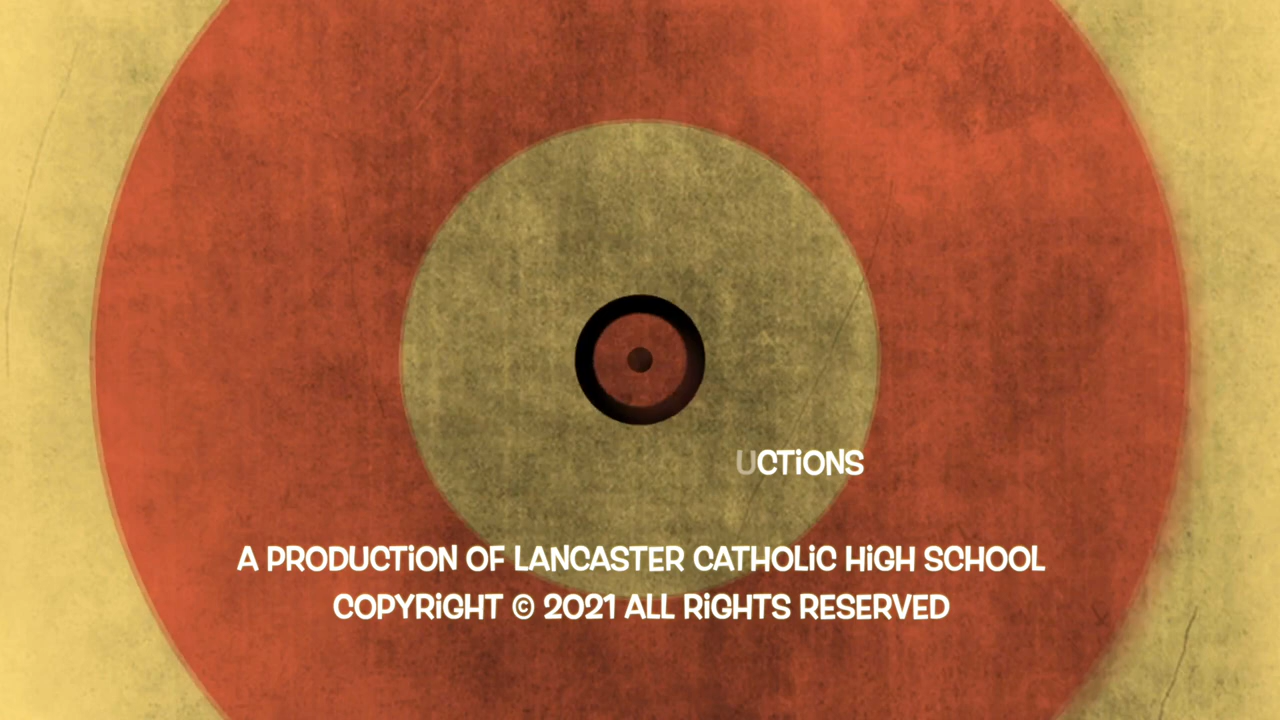 UCTiONS
A PRODUCTiON OF LANCASTER CATHOLiC HiGH SCHOOL
COPYRiGHT © 2021 ALL RiGHTS RESERVED